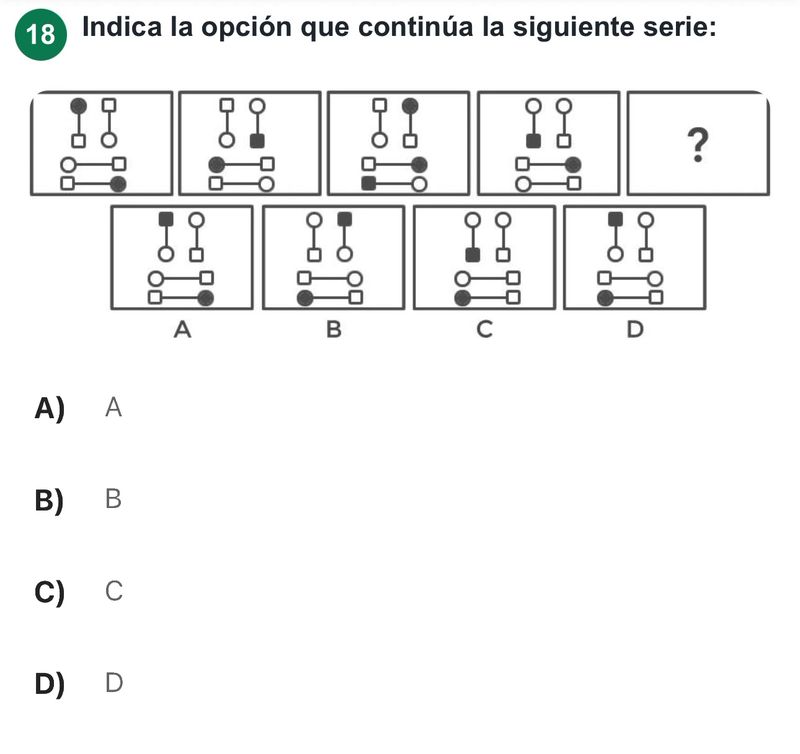 18 Indica la opción que continúa la siguiente serie:
?
A B C D
A) A
B) B
C) C
D) D